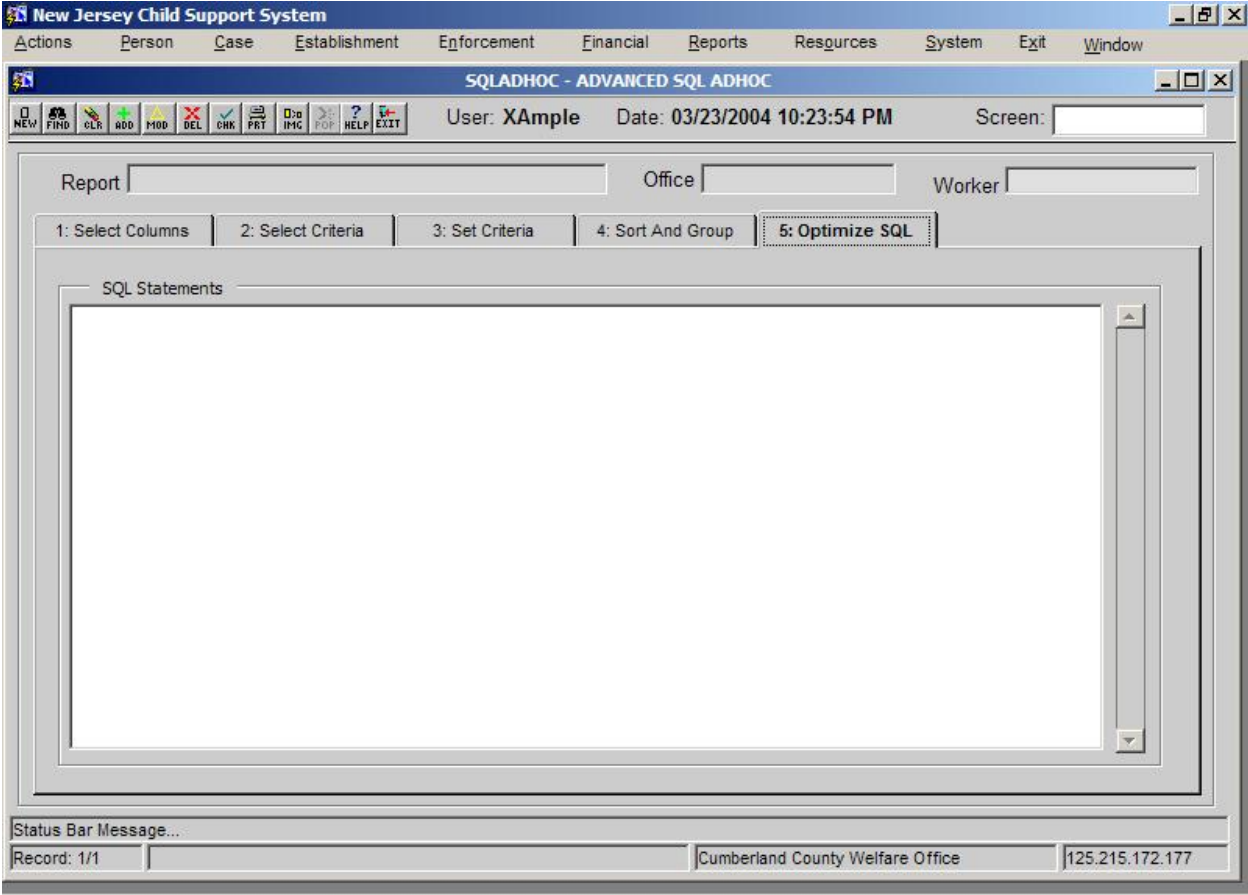 New Jersey Child Support System
Actions Person Case Establishment Enforcement Financial Reports Resources System Exit Window
SQLADHOC - ADVANCED SQL ADHOC
NEW FIND CLR ADD MOD DEL CHK PRT IMG POP HELP EXIT User: XAmple Date: 03/23/2004 10:23:54 PM Screen:
Report Office Worker
1: Select Columns 2: Select Criteria 3: Set Criteria 4: Sort And Group 5: Optimize SQL
SQL Statements
Status Bar Message...
Record: 1/1 Cumberland County Welfare Office 125.215.172.177